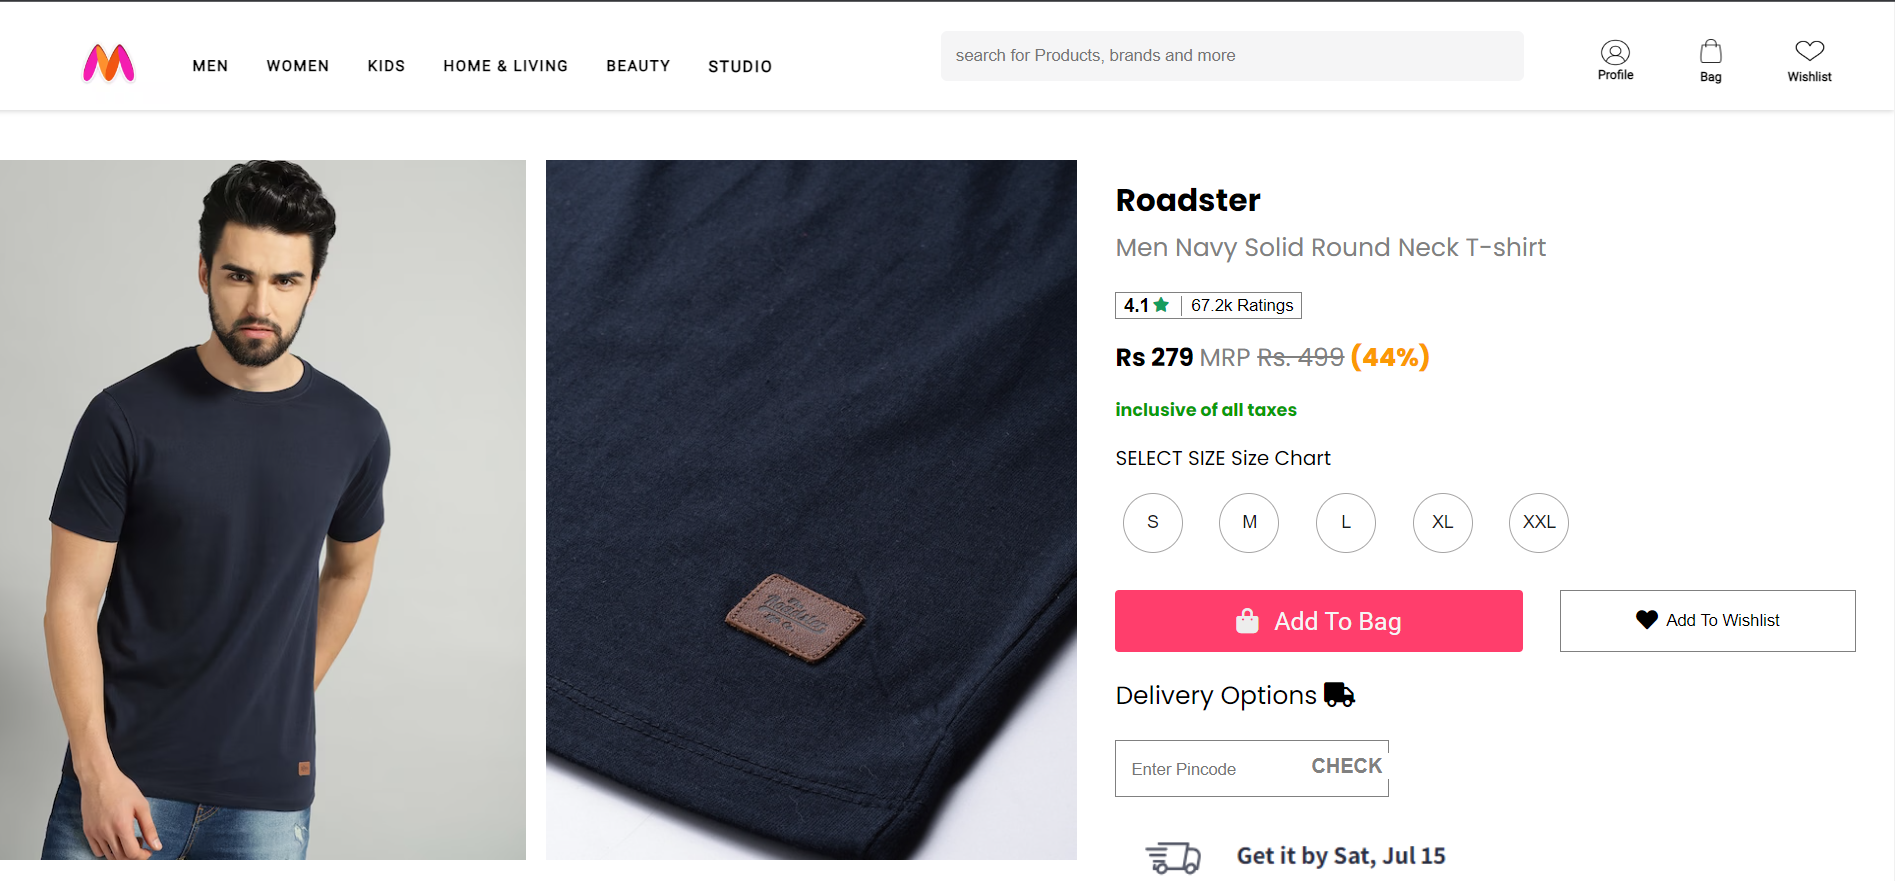 MEN WOMEN KIDS HOME & LIVING BEAUTY STUDIO
search for Products, brands and more
Profile Bag Wishlist
Roadster
Men Navy Solid Round Neck T-shirt
4.1 67.2k Ratings
Rs 279 MRP Rs. 499 (44%)
inclusive of all taxes
SELECT SIZE Size Chart
S M L XL XXL
Add To Bag
Add To Wishlist
Delivery Options
Enter Pincode CHECK
Get it by Sat, Jul 15
Roadster